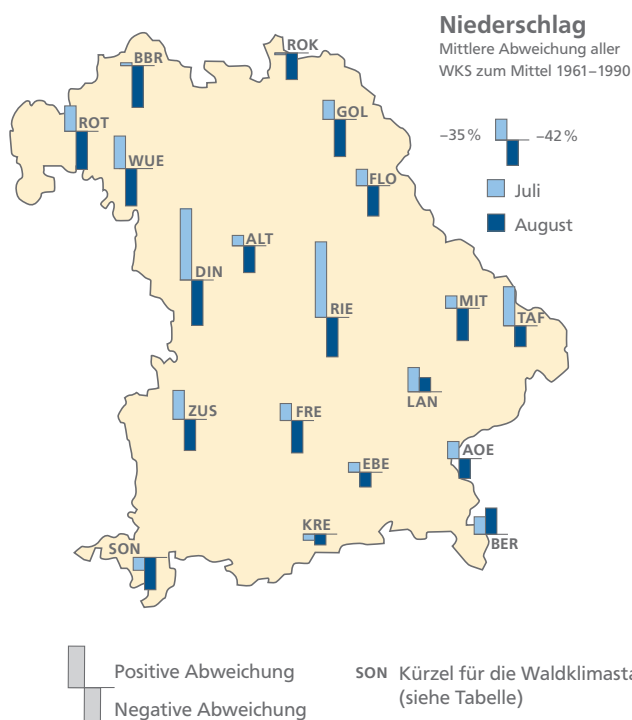 Niederschlag
Mittlere Abweichung aller
WKS zum Mittel 1961–1990
–35 % –42 %
Juli
August
ROK
BBR
GOL
ROT
WUE
FLO
ALT
DIN
RIE
MIT
TAF
LAN
ZUS
FRE
AOE
EBE
KRE
BER
SON
Positive Abweichung
Negative Abweichung
SON Kürzel für die Waldklimasta
(siehe Tabelle)